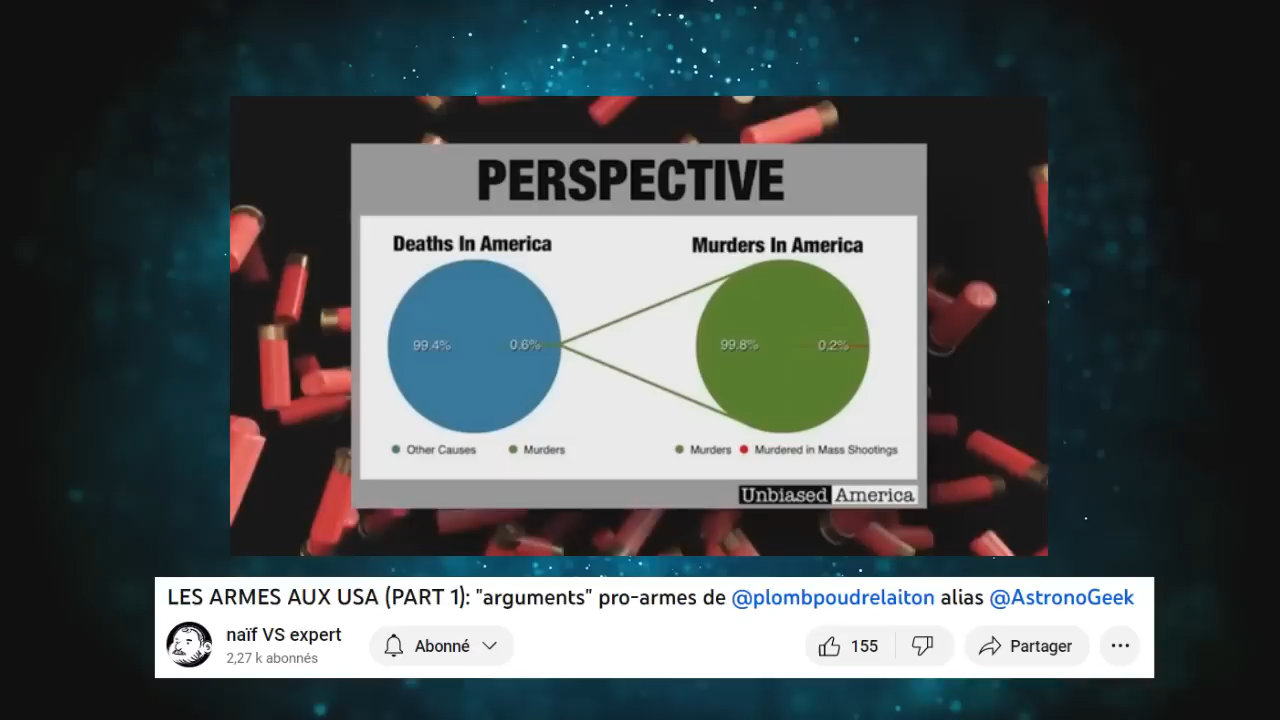 PERSPECTIVE
Deaths In America
Murders In America
99.4%
0.6%
99.8%
0.2%
Other Causes
Murders
Murders
Murdered in Mass Shootings
Unbiased America
LES ARMES AUX USA (PART 1): "arguments" pro-armes de @plombpoudrelaiton alias @AstronoGeek
naïf VS expert
2,27 k abonnés
Abonné
155
Partager